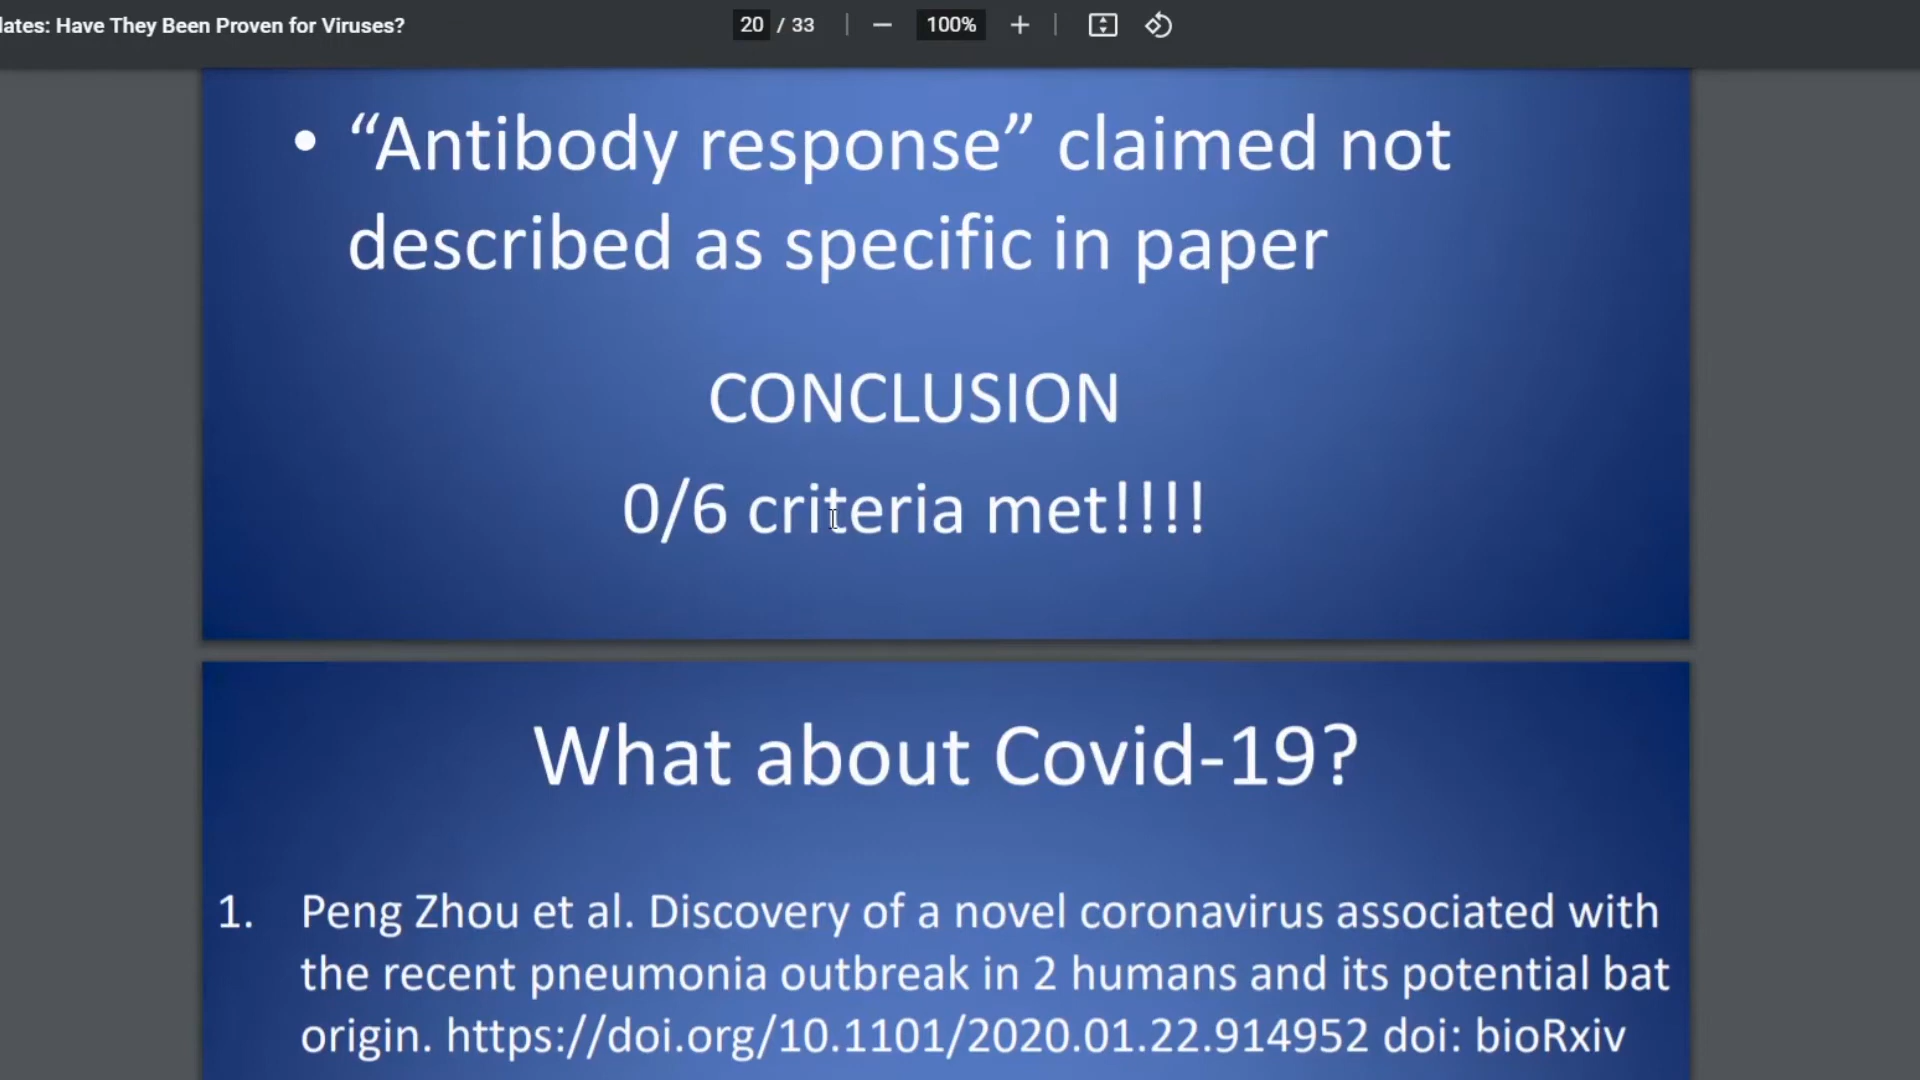 lates: Have They Been Proven for Viruses?
20 / 33
100%
• “Antibody response” claimed not
described as specific in paper
CONCLUSION
0/6 criteria met!!!!
What about Covid-19?
1. Peng Zhou et al. Discovery of a novel coronavirus associated with
the recent pneumonia outbreak in 2 humans and its potential bat
origin. https://doi.org/10.1101/2020.01.22.914952 doi: bioRxiv